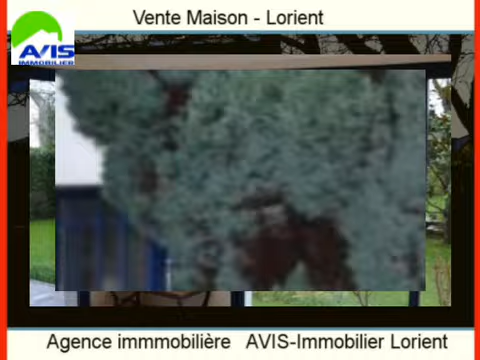 Vente Maison - Lorient
AVIS
IMMOBILIER
Agence immmobilière AVIS-Immobilier Lorient